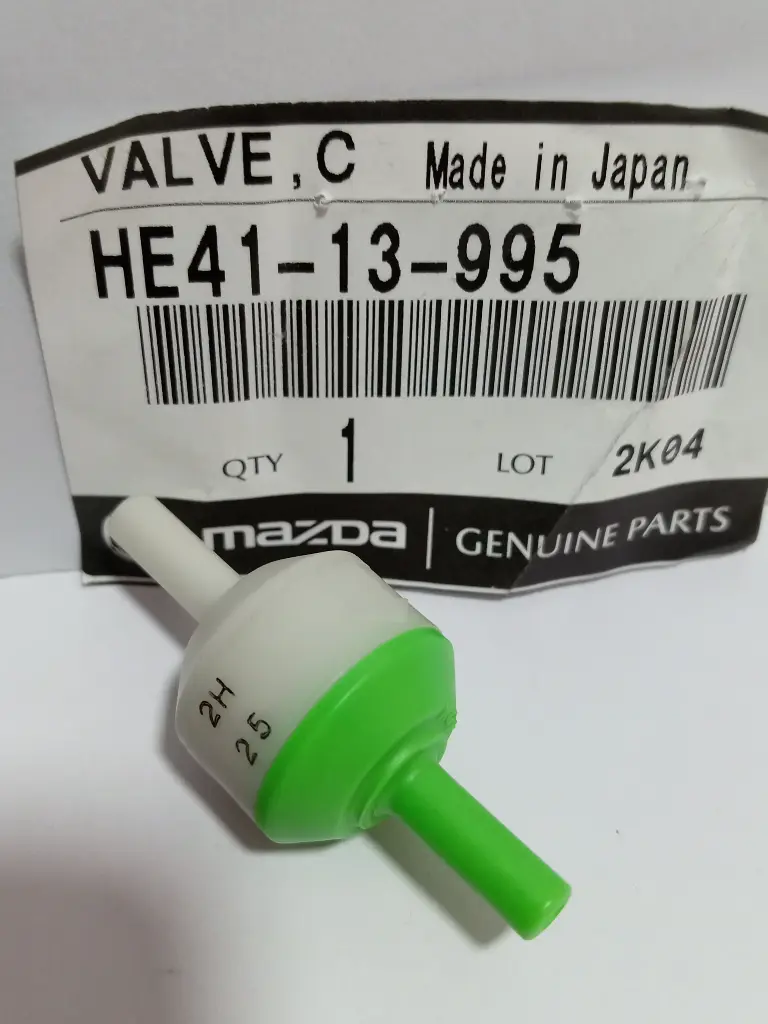 VALVE,C Made in Japan
HE41-13-995
QTY 1 LOT 2K04
mazda GENUINE PARTS
2H
25